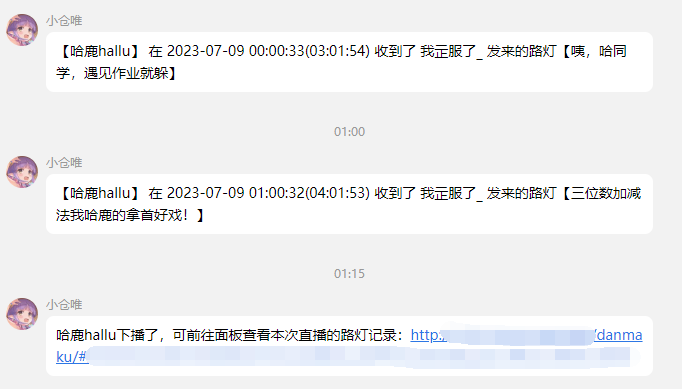 小仓唯
【哈鹿hallu】 在 2023-07-09 00:00:33(03:01:54) 收到了 我歪服了_ 发来的路灯【咦，哈同
学，遇见作业就躲】
01:00
小仓唯
【哈鹿hallu】 在 2023-07-09 01:00:32(04:01:53) 收到了 我歪服了_ 发来的路灯【三位数加减
法我哈鹿的拿首好戏！】
01:15
小仓唯
哈鹿hallu下播了，可前往面板查看本次直播的路灯记录：http:/ /danma
ku/#